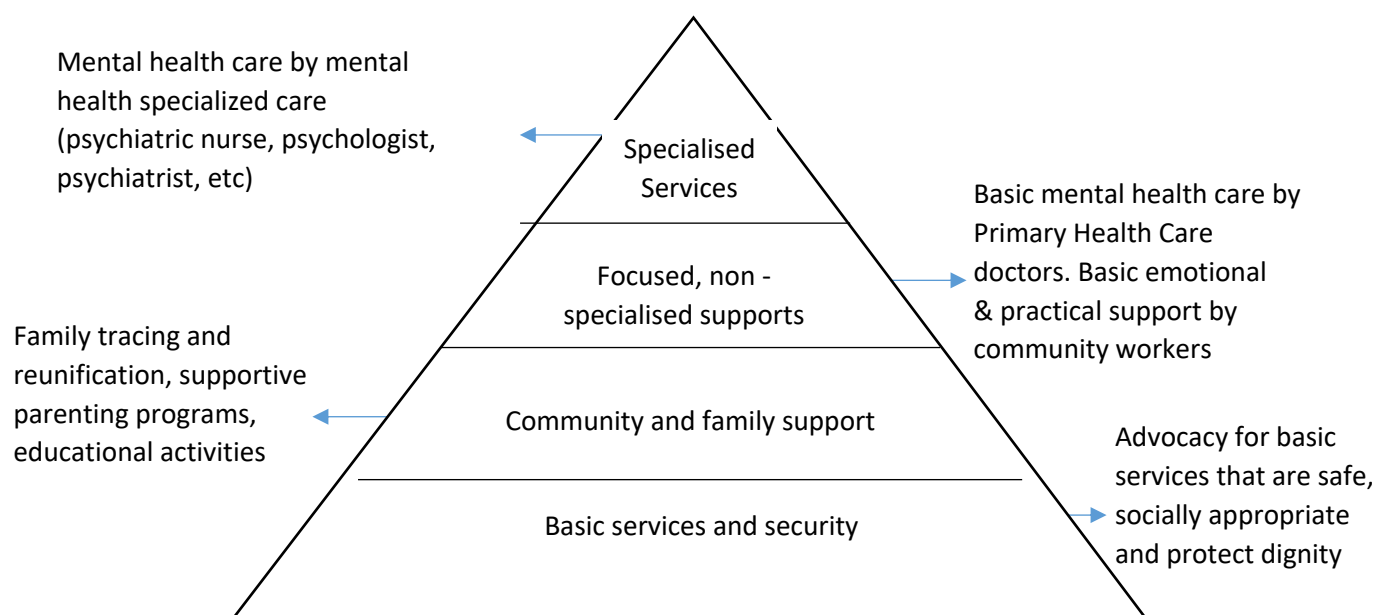 Mental health care by mental
health specialized care
(psychiatric nurse, psychologist,
psychiatrist, etc)
Specialised
Services
Basic mental health care by
Primary Health Care
doctors. Basic emotional
& practical support by
community workers
Focused, non -
specialised supports
Family tracing and
reunification, supportive
parenting programs,
educational activities
Community and family support
Advocacy for basic
services that are safe,
socially appropriate
and protect dignity
Basic services and security